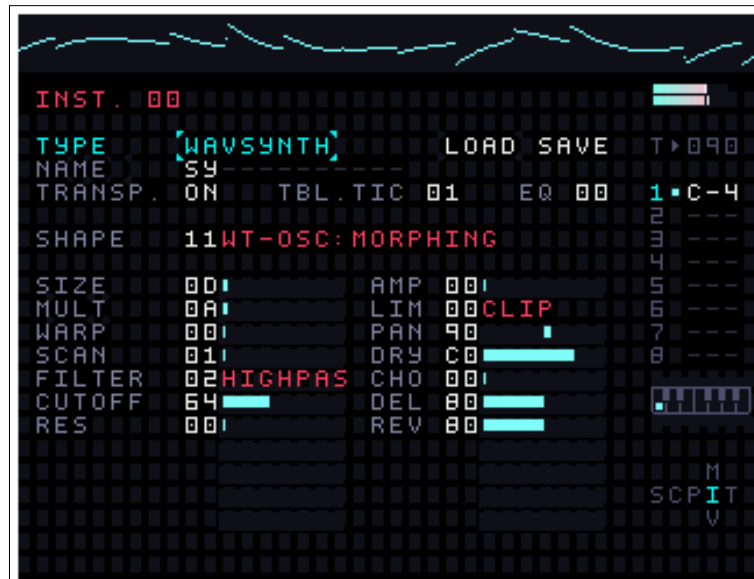 INST. 00
TYPE WAVSYNTH LOAD SAVE T 090
NAME SY----------
TRANSP. ON TBL.TIC 01 EQ 00 1 C-4
2 ---
SHAPE 11 WT-OSC:MORPHING 3 ---
4 ---
SIZE 0D AMP 00 5 ---
MULT 0A LIM 00 CLIP 6 ---
WARP 00 PAN 90 7 ---
SCAN 01 DRY C0 8 ---
FILTER 02 HIGHPAS CHO 00
CUTOFF 64 DEL 80
RES 00 REV 80
M
SCPIT
V